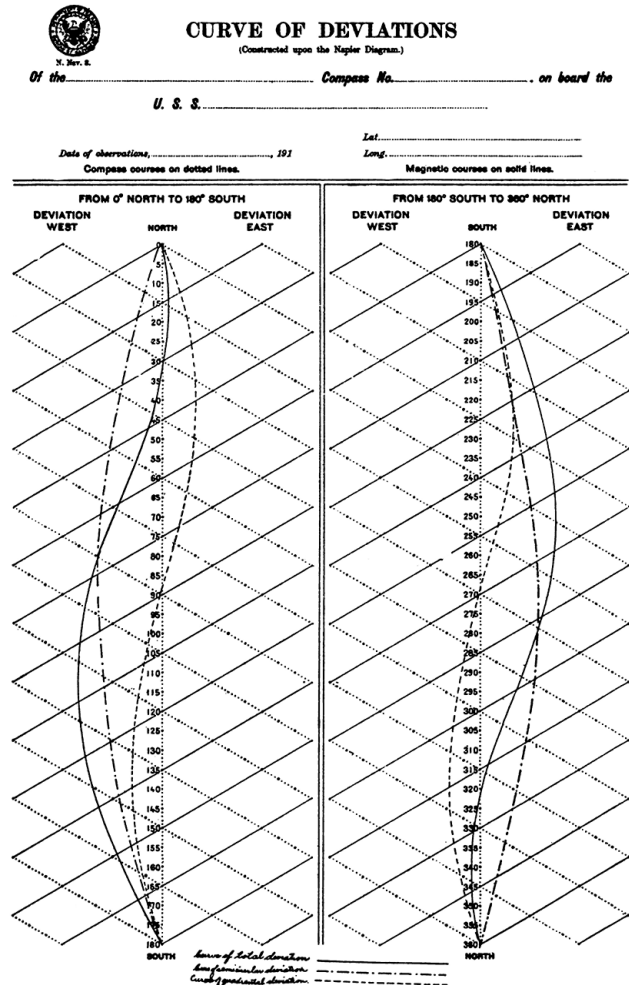 CURVE OF DEVIATIONS
(Constructed upon the Napier Diagram.)
N. Nav. 8.
Of the Compass No. , on board the
U. S. S.
Lat.
Date of observations, , 191 Long.
Compass courses on dotted lines. Magnetic courses on solid lines.
FROM 0° NORTH TO 180° SOUTH FROM 180° SOUTH TO 360° NORTH
DEVIATION WEST NORTH DEVIATION EAST DEVIATION WEST SOUTH DEVIATION EAST
0 180
5 185
10 190
15 195
20 200
25 205
30 210
35 215
40 220
45 225
50 230
55 235
60 240
65 245
70 250
75 255
80 260
85 265
90 270
95 275
100 280
105 285
110 290
115 295
120 300
125 305
130 310
135 315
140 320
145 325
150 330
155 335
160 340
165 345
170 350
175 355
180 360
SOUTH NORTH
Curve of total deviation
Curve of semicircular deviation
Curve of quadrantal deviation